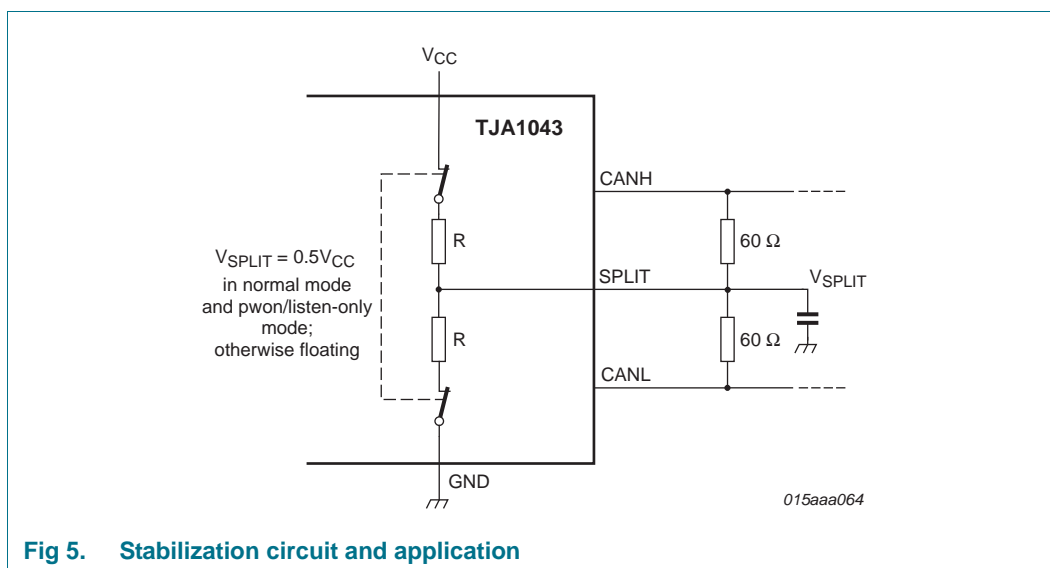 VCC
TJA1043
CANH
R
60 Ω
VSPLIT = 0.5VCC
in normal mode
and pwon/listen-only
mode;
otherwise floating
SPLIT
VSPLIT
R
60 Ω
CANL
GND
015aaa064
Fig 5. Stabilization circuit and application